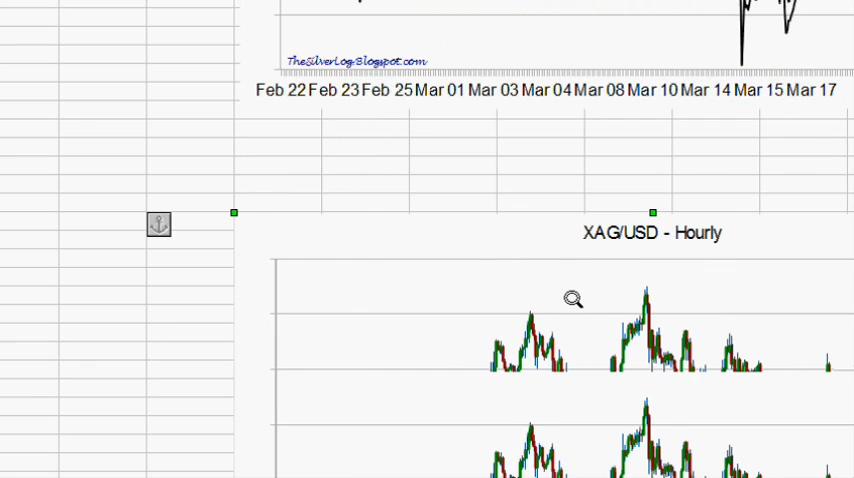 TheSilverLog.Blogspot.com
Feb 22 Feb 23 Feb 25 Mar 01 Mar 03 Mar 04 Mar 08 Mar 10 Mar 14 Mar 15 Mar 17
XAG/USD - Hourly